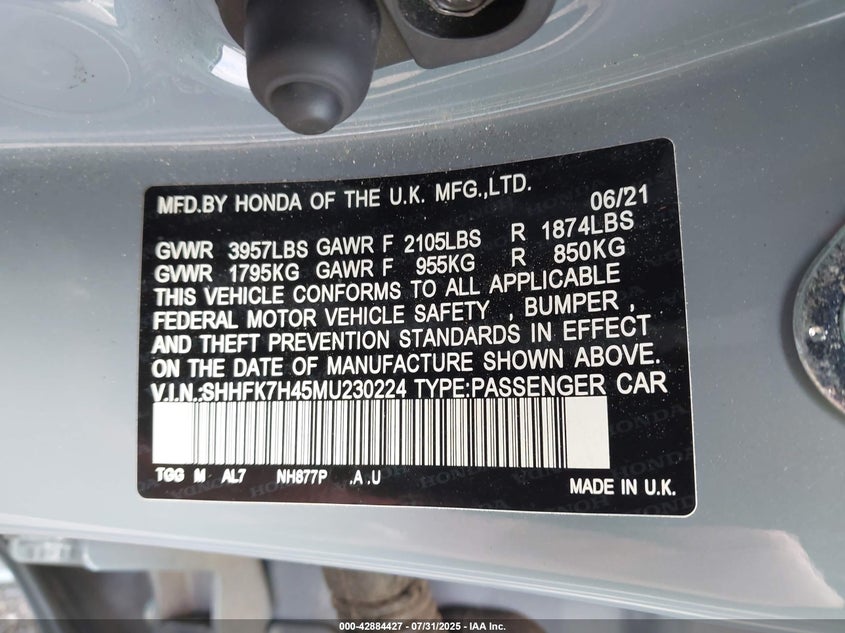 MFD.BY HONDA OF THE U.K. MFG.,LTD. 06/21
GVWR 3957LBS GAWR F 2105LBS R 1874LBS
GVWR 1795KG GAWR F 955KG R 850KG
THIS VEHICLE CONFORMS TO ALL APPLICABLE
FEDERAL MOTOR VEHICLE SAFETY , BUMPER ,
AND THEFT PREVENTION STANDARDS IN EFFECT
ON THE DATE OF MANUFACTURE SHOWN ABOVE.
V.I.N.:SHHFK7H45MU230224 TYPE:PASSENGER CAR
TGG M AL7 NH877P .A .U
MADE IN U.K.
000-42884427 - 07/31/2025 - IAA Inc.